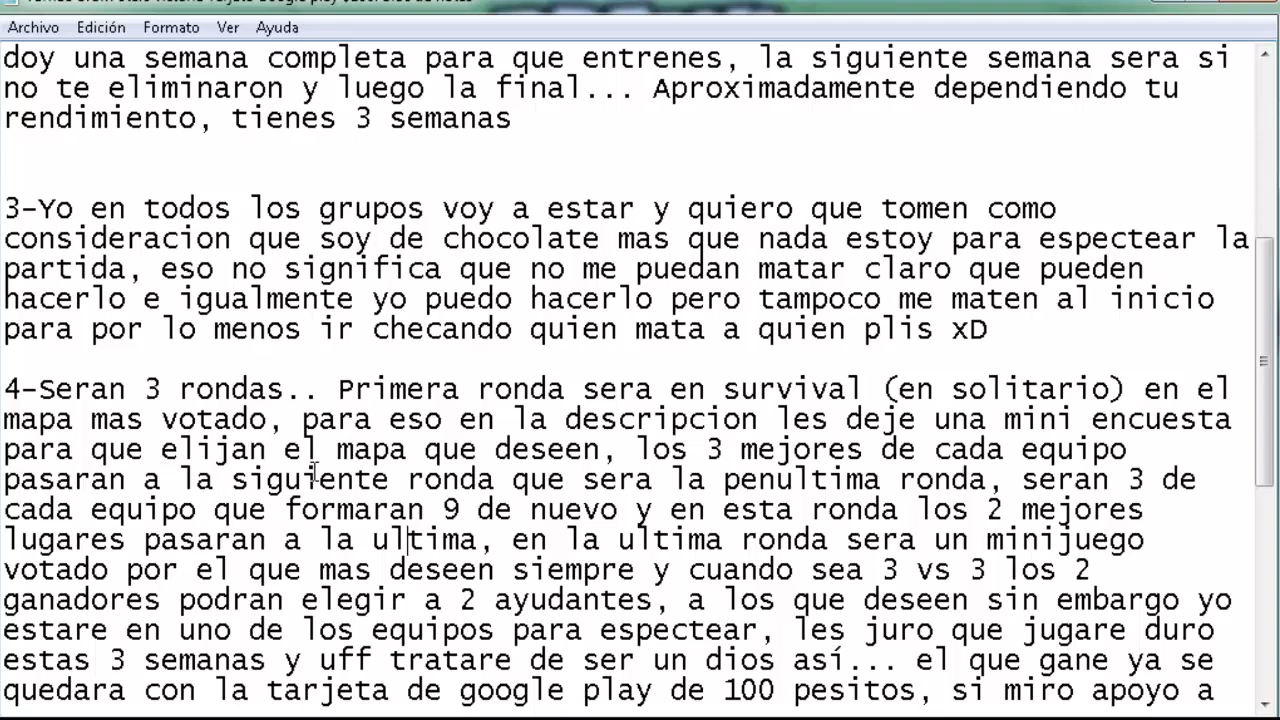 Archivo Edición Formato Ver Ayuda
doy una semana completa para que entrenes, la siguiente semana sera si
no te eliminaron y luego la final... Aproximadamente dependiendo tu
rendimiento, tienes 3 semanas
3-Yo en todos los grupos voy a estar y quiero que tomen como
consideracion que soy de chocolate mas que nada estoy para espectear la
partida, eso no significa que no me puedan matar claro que pueden
hacerlo e igualmente yo puedo hacerlo pero tampoco me maten al inicio
para por lo menos ir checando quien mata a quien plis xD
4-Seran 3 rondas.. Primera ronda sera en survival (en solitario) en el
mapa mas votado, para eso en la descripcion les deje una mini encuesta
para que elijan el mapa que deseen, los 3 mejores de cada equipo
pasaran a la siguiente ronda que sera la penultima ronda, seran 3 de
cada equipo que formaran 9 de nuevo y en esta ronda los 2 mejores
lugares pasaran a la ultima, en la ultima ronda sera un minijuego
votado por el que mas deseen siempre y cuando sea 3 vs 3 los 2
ganadores podran elegir a 2 ayudantes, a los que deseen sin embargo yo
estare en uno de los equipos para espectear, les juro que jugare duro
estas 3 semanas y uff tratare de ser un dios así... el que gane ya se
quedara con la tarjeta de google play de 100 pesitos, si miro apoyo a